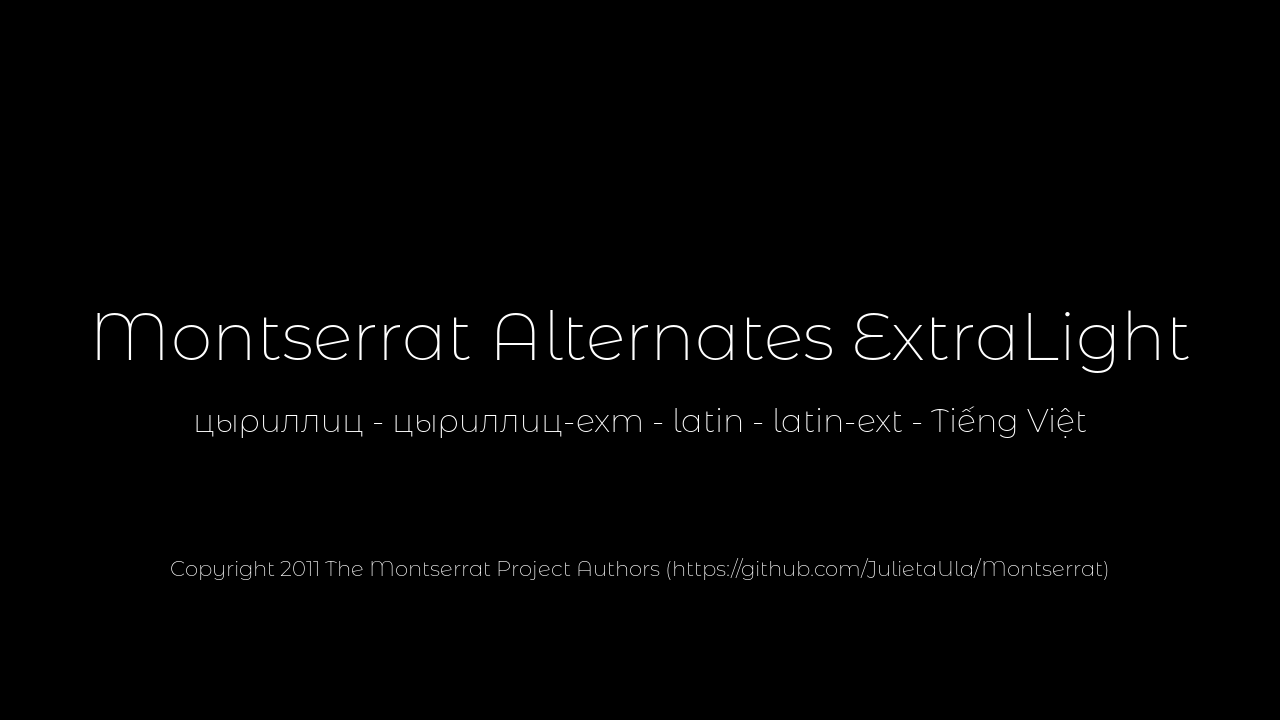 Montserrat Alternates ExtraLight
цыриллиц - цыриллиц-ехт - latin - latin-ext - Tiếng Việt
Copyright 2011 The Montserrat Project Authors (https://github.com/JulietaUla/Montserrat)